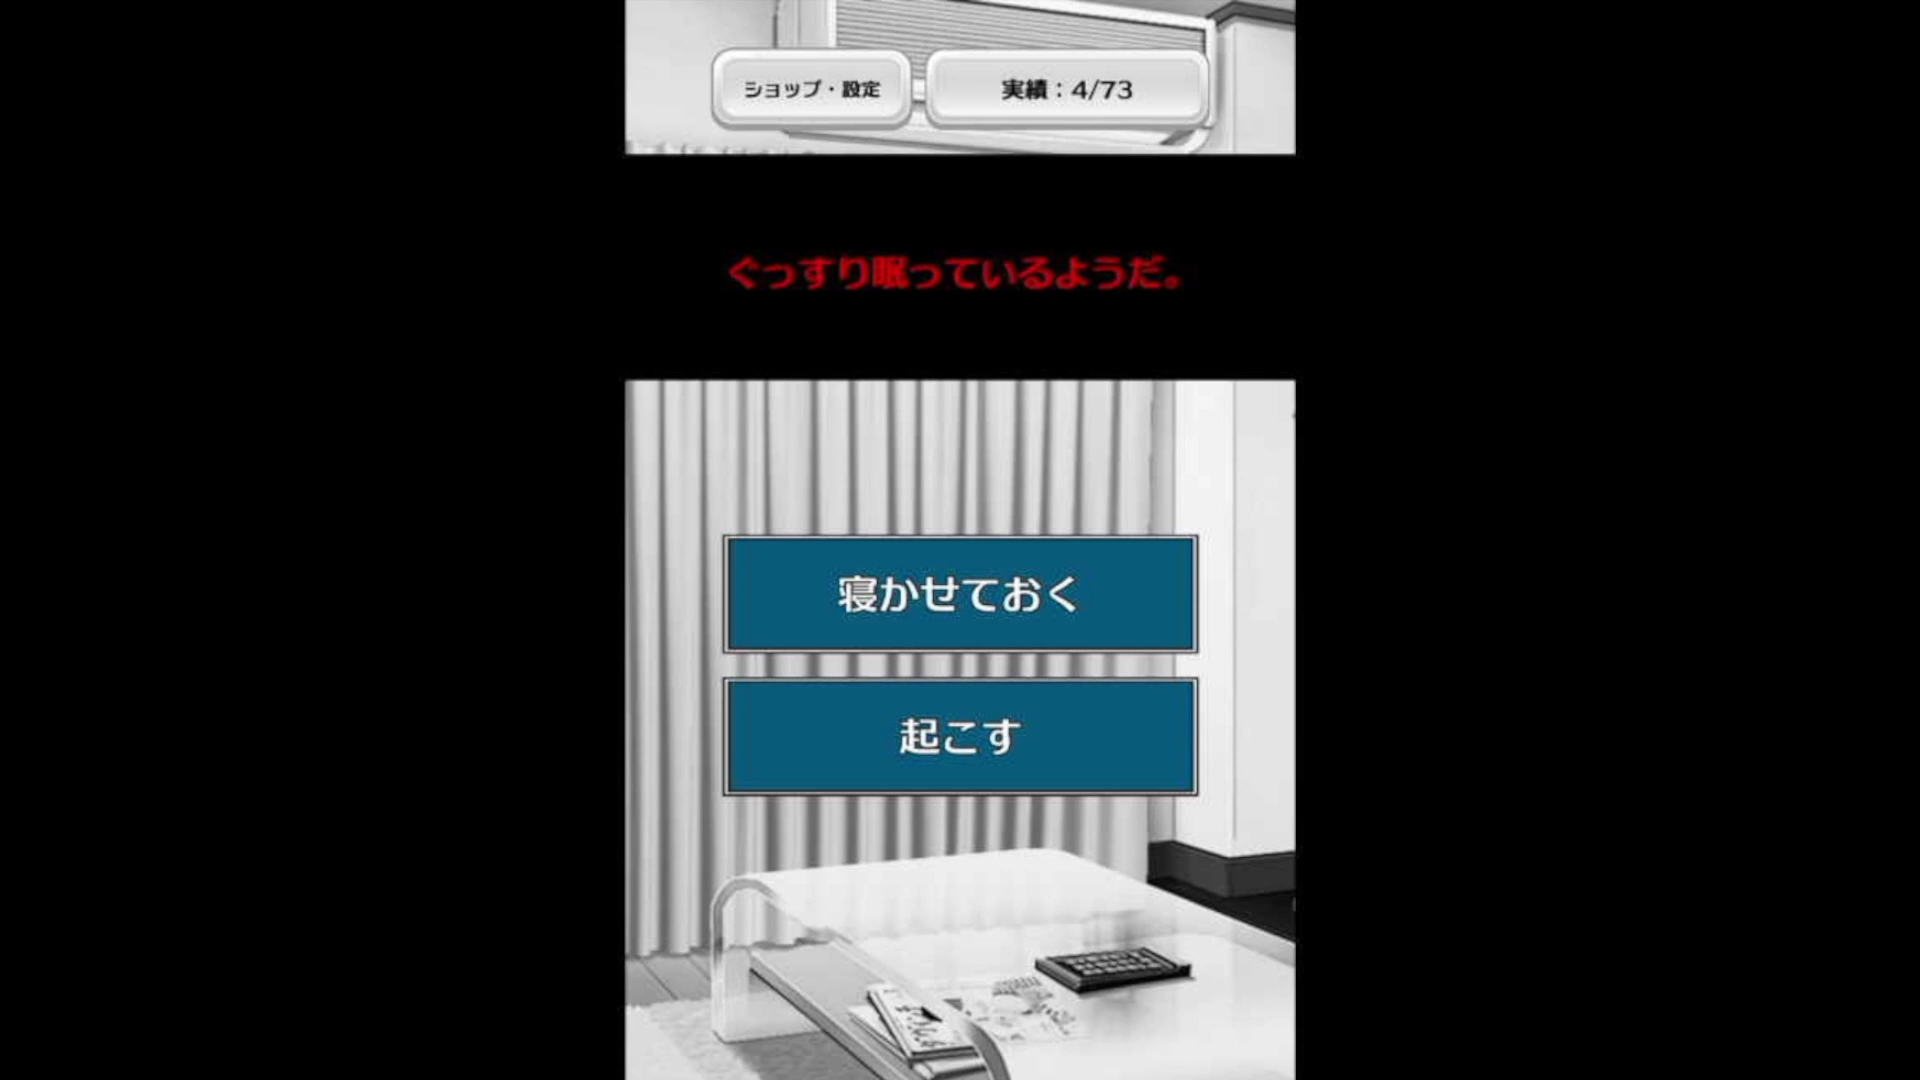 ショップ・設定
実績：4/73
ぐっすり眠っているようだ。
寝かせておく
起こす